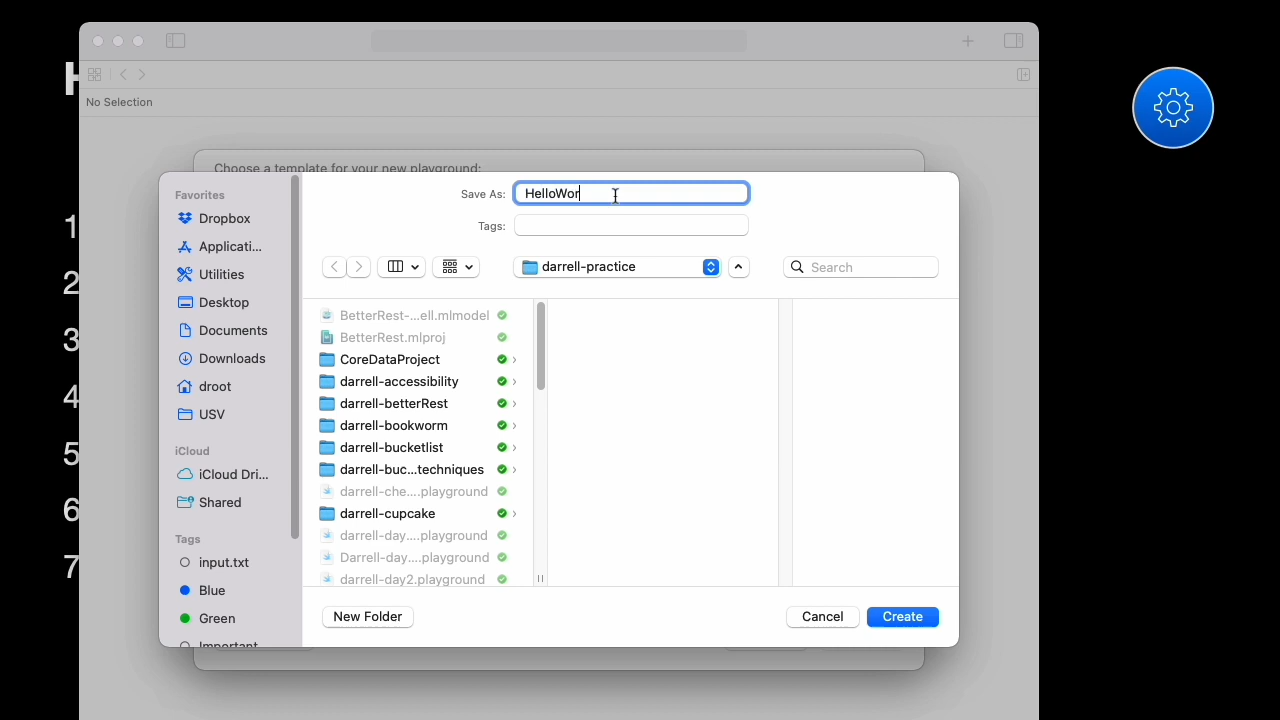 H
No Selection
Choose a template for your new playground:
1
2
3
4
5
6
7
Favorites
Dropbox
Applicati...
Utilities
Desktop
Documents
Downloads
droot
USV
iCloud
iCloud Dri...
Shared
Tags
input.txt
Blue
Green
Important
Save As: HelloWor
Tags:
darrell-practice
Search
BetterRest-...ell.mlmodel
BetterRest.mlproj
CoreDataProject
darrell-accessibility
darrell-betterRest
darrell-bookworm
darrell-bucketlist
darrell-buc...techniques
darrell-che....playground
darrell-cupcake
darrell-day....playground
Darrell-day....playground
darrell-day2.playground
New Folder
Cancel
Create